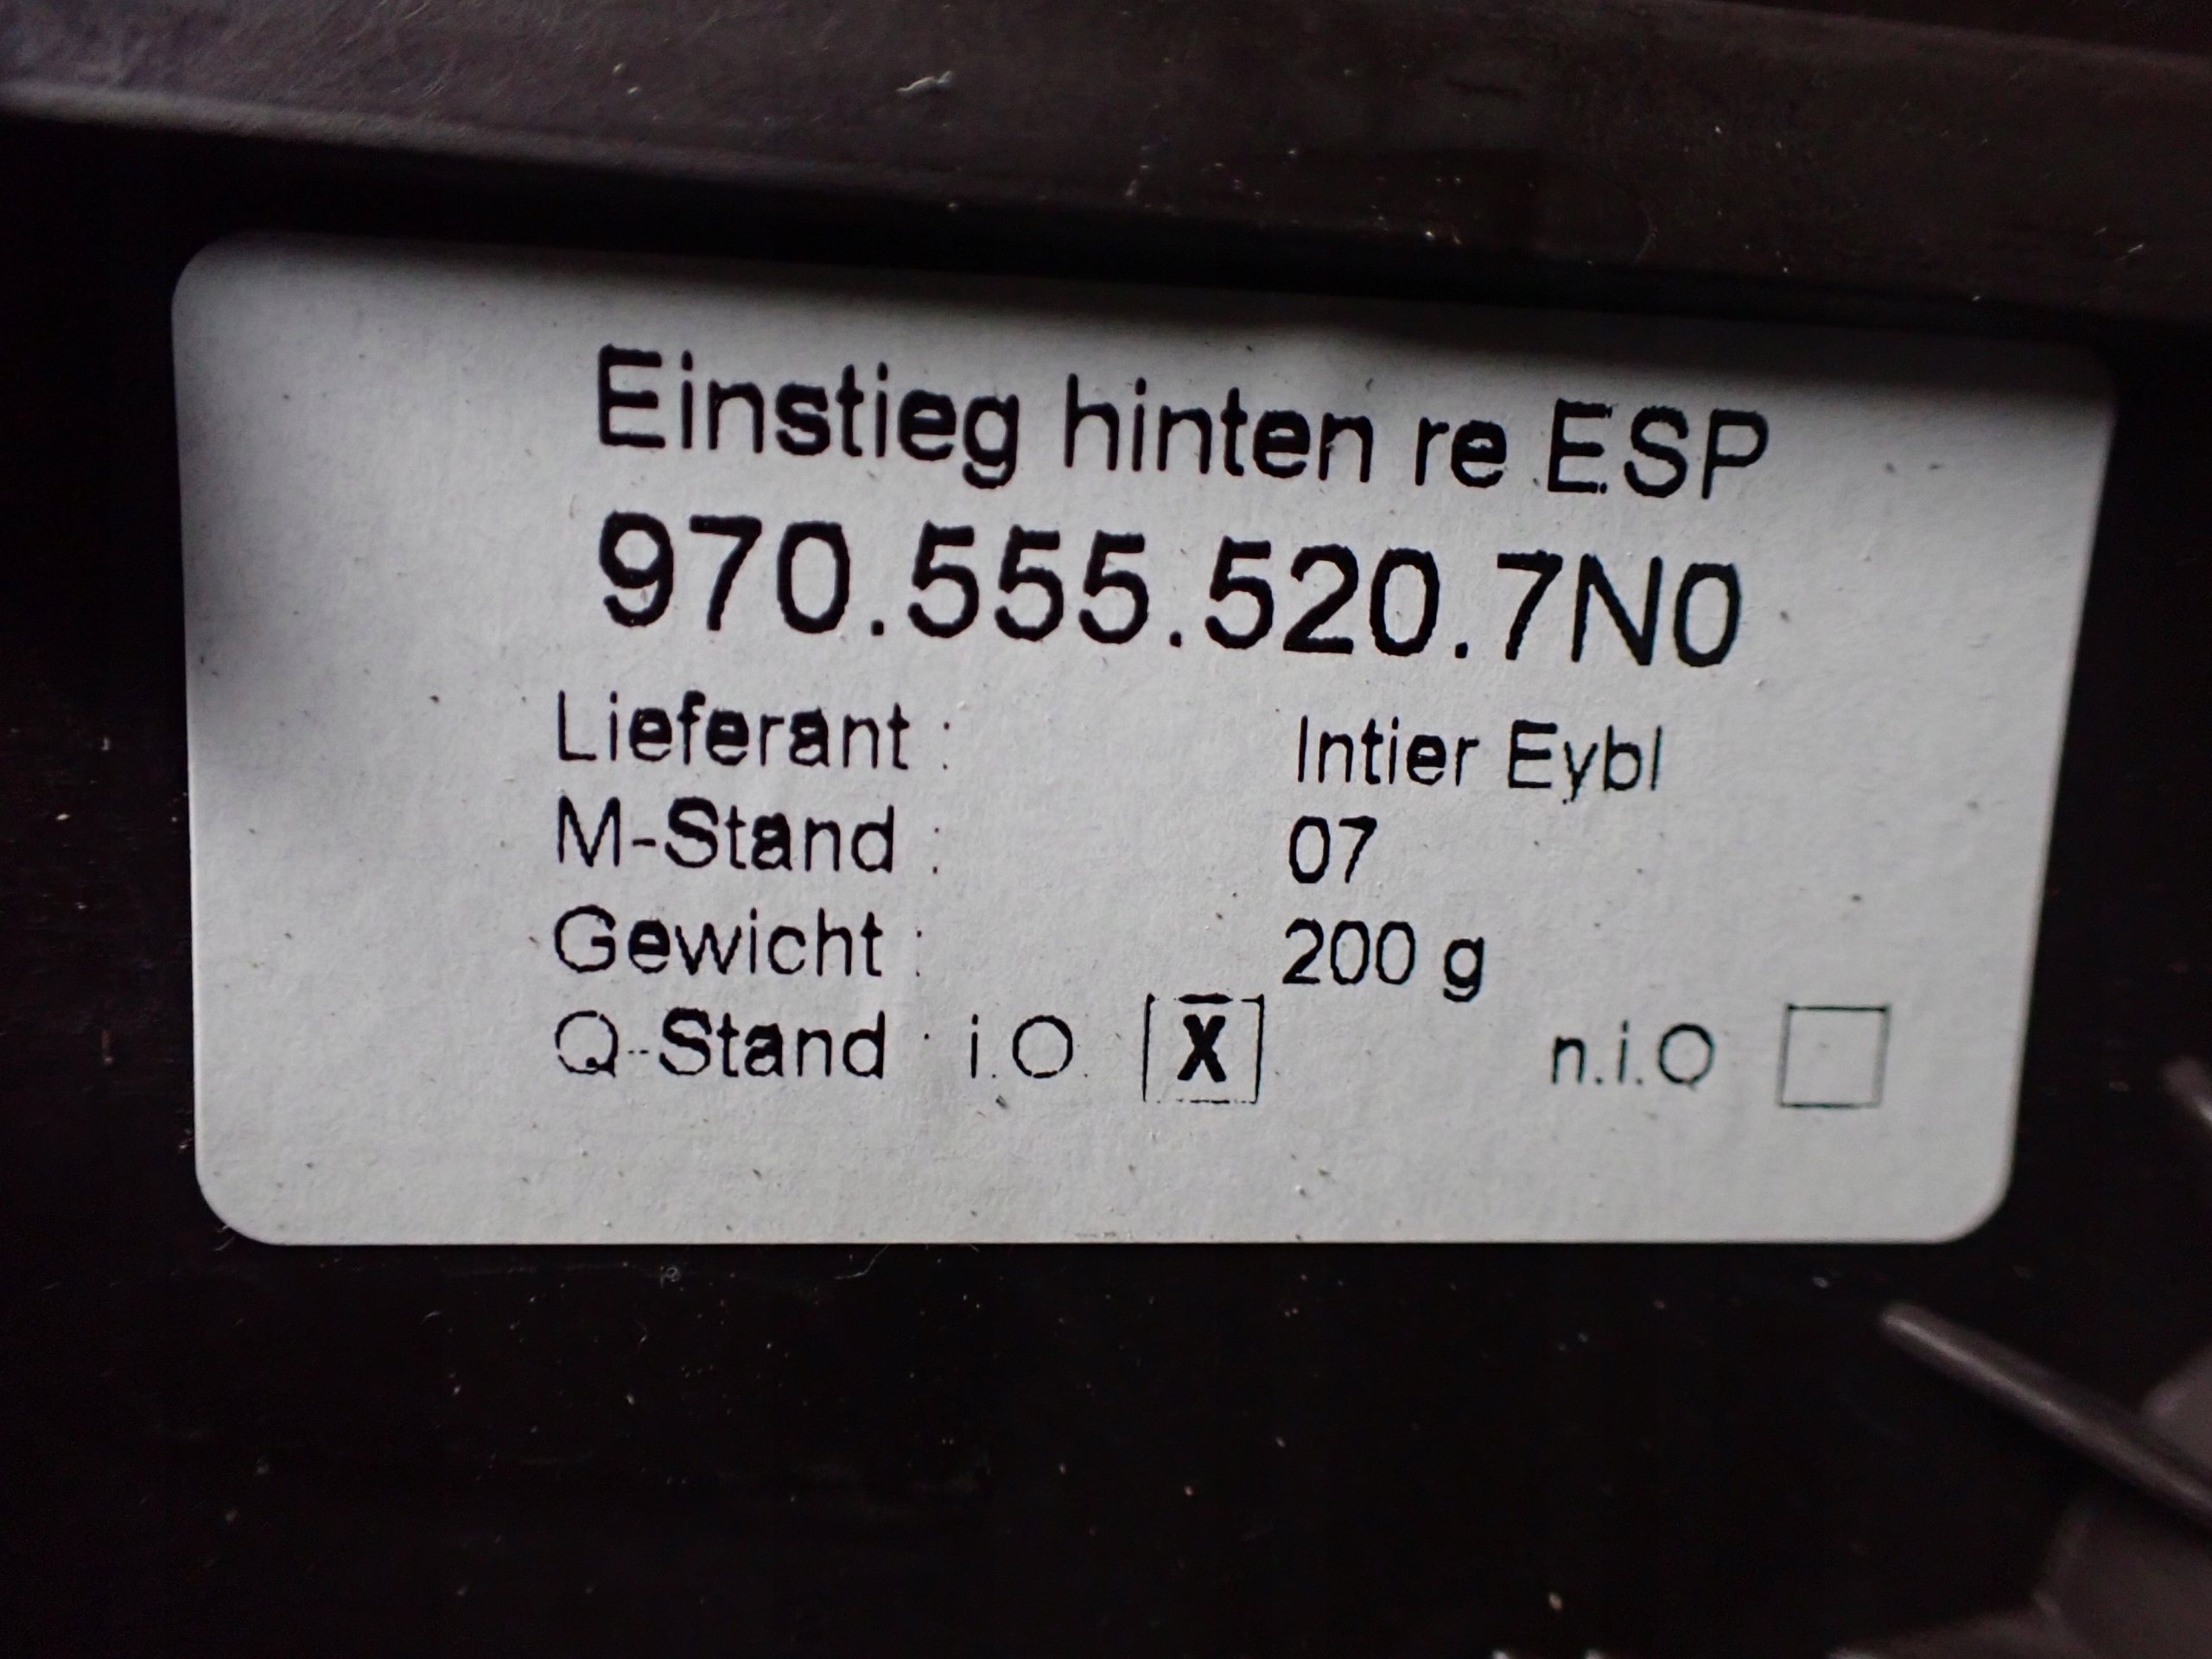 Einstieg hinten re ESP
970.555.520.7N0
Lieferant : Intier Eybl
M-Stand : 07
Gewicht : 200 g
Q-Stand : i.O. X n.i.O